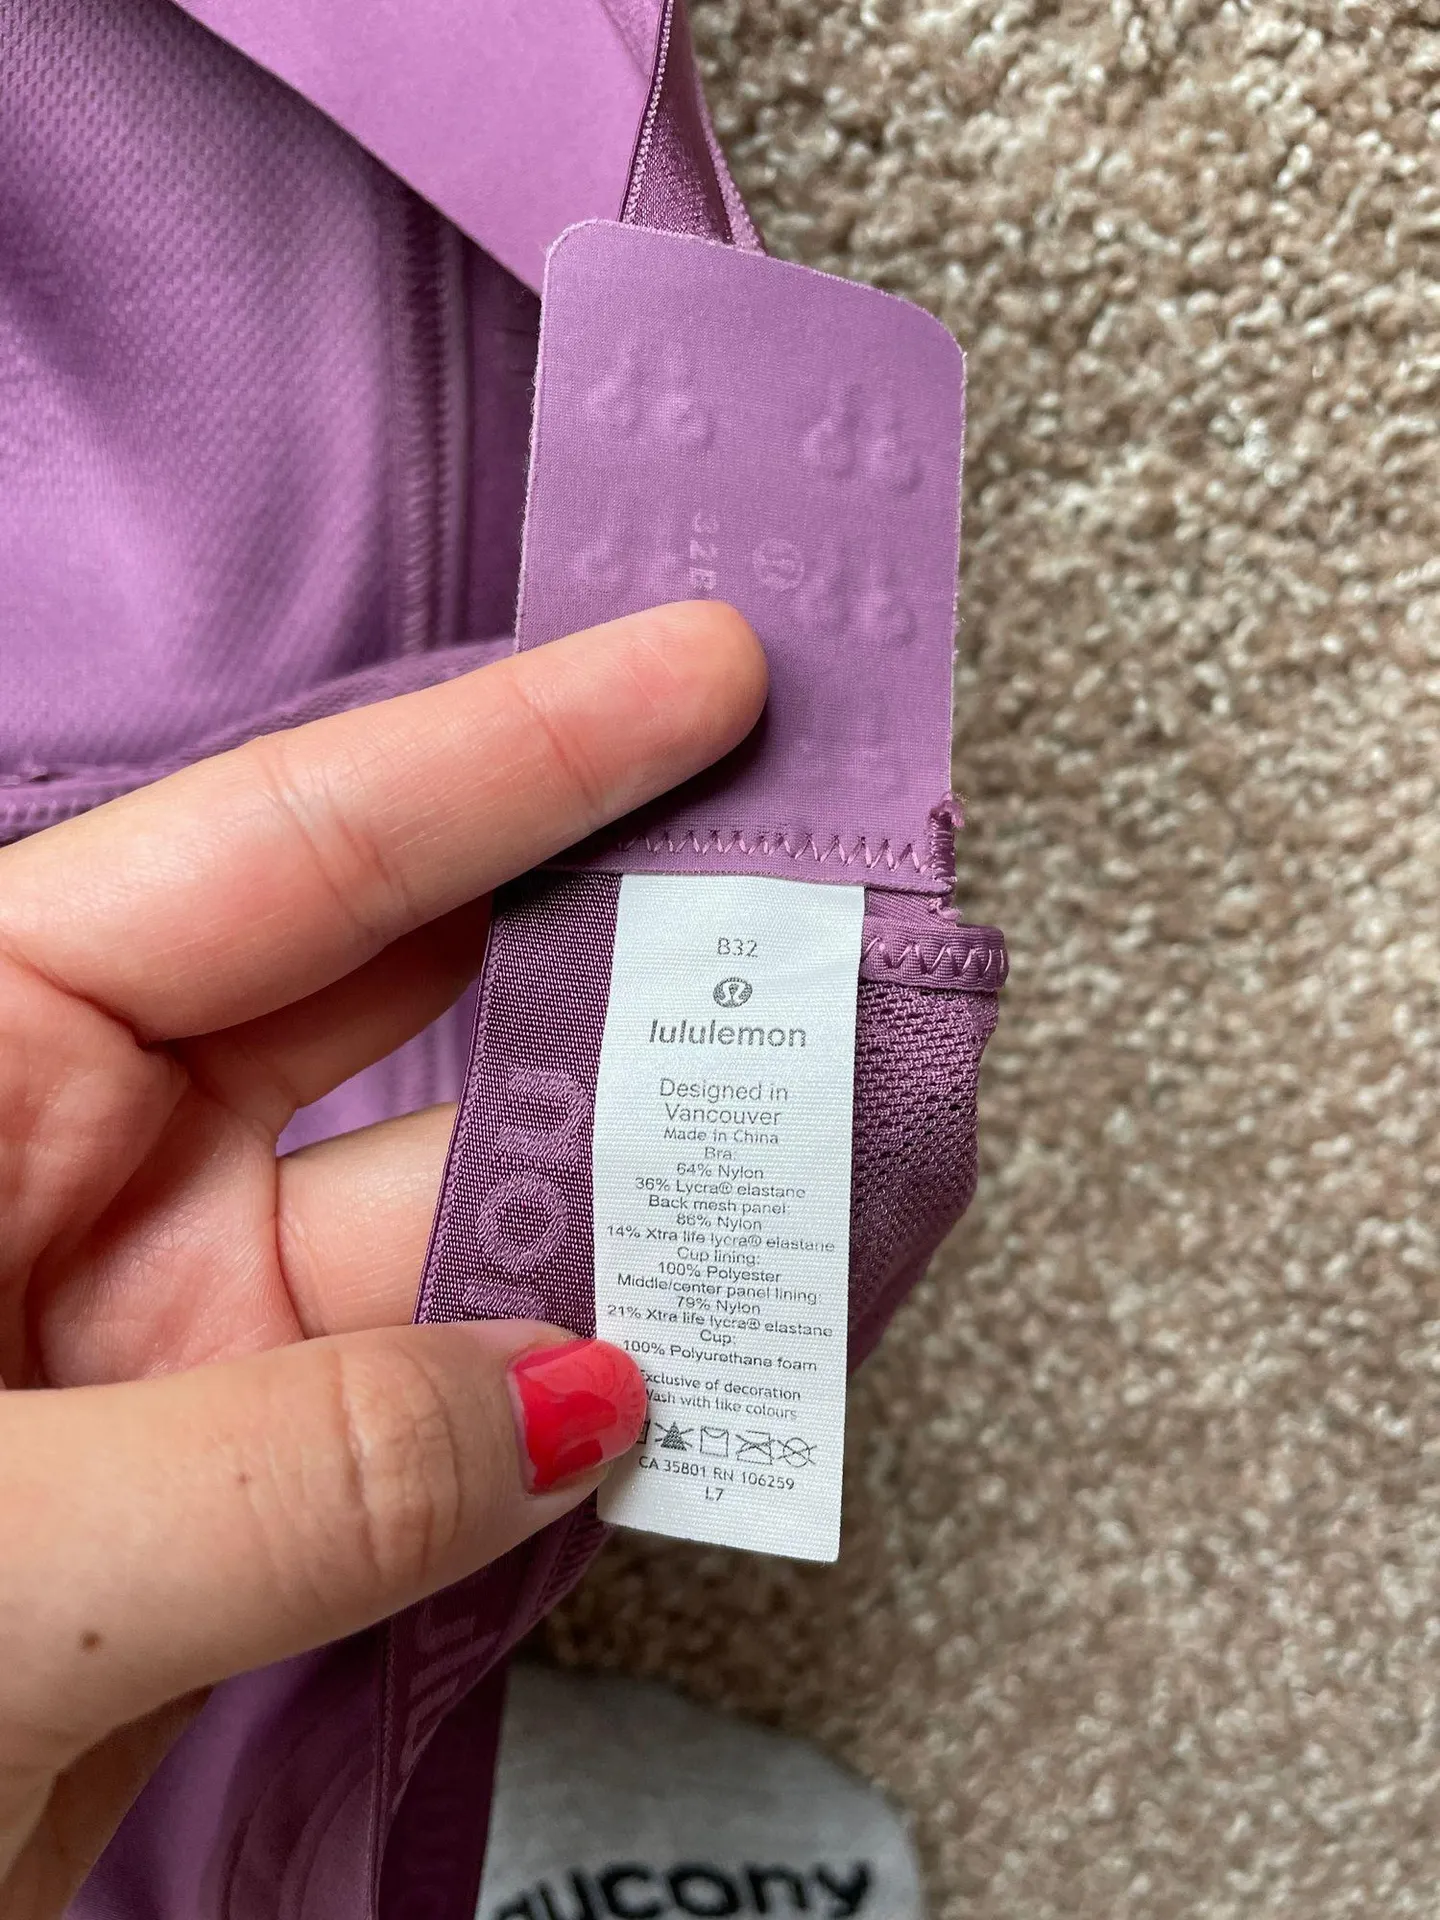 B32
lululemon
Designed in
Vancouver
Made in China
Bra:
64% Nylon
36% Lycra® elastane
Back mesh panel:
86% Nylon
14% Xtra life lycra® elastane
Cup lining:
100% Polyester
Middle/center panel lining:
79% Nylon
21% Xtra life lycra® elastane
Cup:
100% Polyurethane foam
Exclusive of decoration
Wash with like colours
CA 35801 RN 106259
L7
aucony